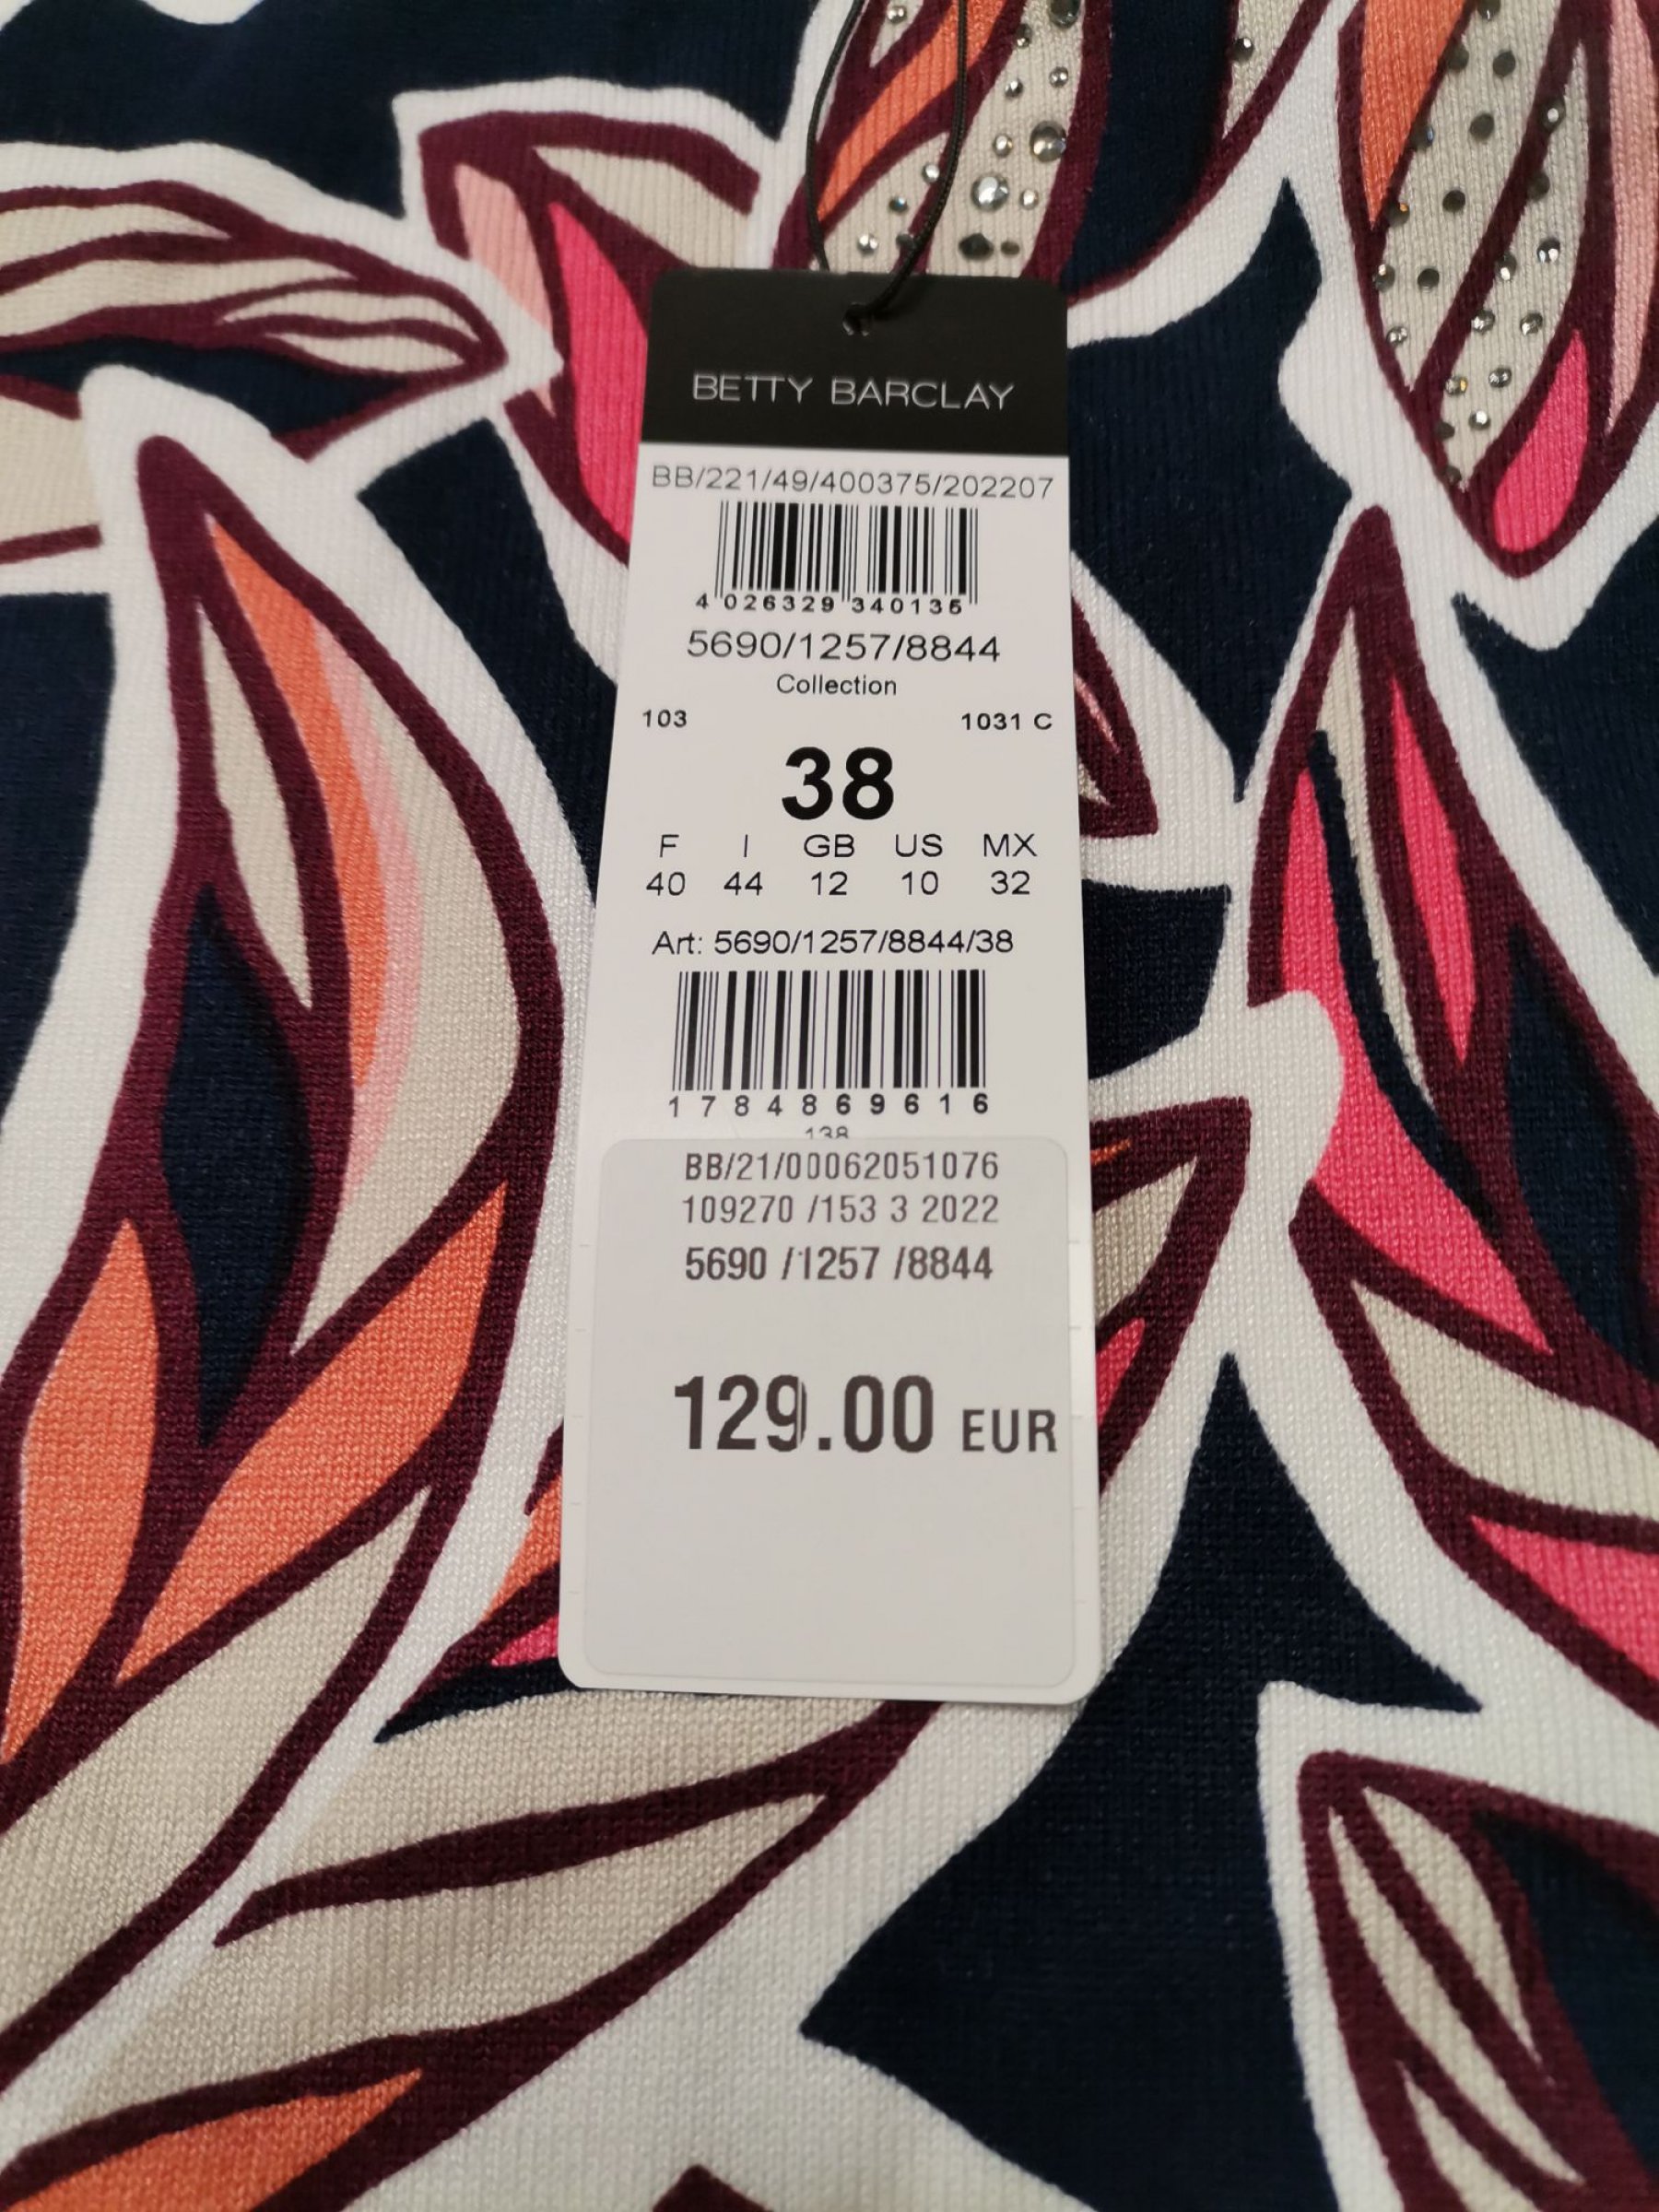 BETTY BARCLAY
BB/221/49/400375/202207
4 026329 340135
5690/1257/8844
Collection
103 1031 C
38
F I GB US MX
40 44 12 10 32
Art: 5690/1257/8844/38
1 7 8 4 8 6 9 6 1 6
138
BB/21/00062051076
109270 /153 3 2022
5690 /1257 /8844
129.00 EUR